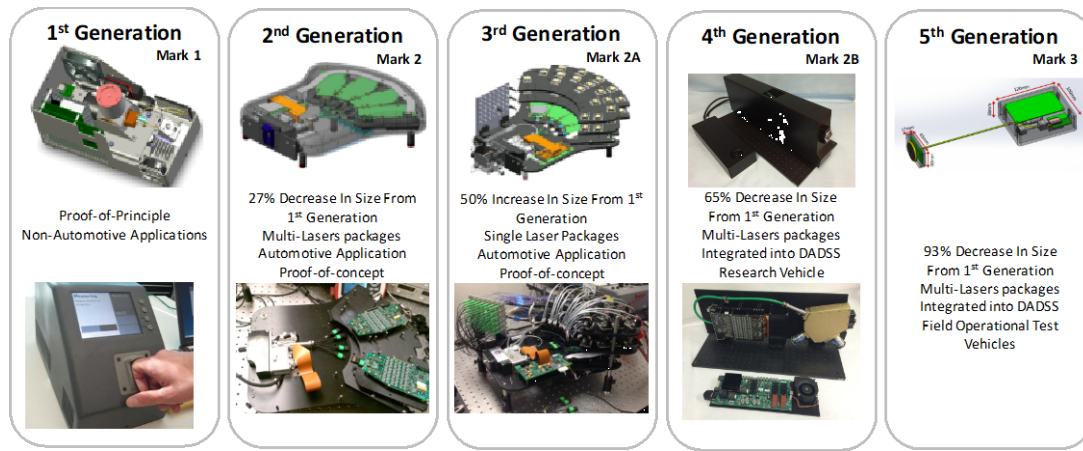 1st Generation
Mark 1
Proof-of-Principle
Non-Automotive Applications
2nd Generation
Mark 2
27% Decrease In Size From
1st Generation
Multi-Lasers packages
Automotive Application
Proof-of-concept
3rd Generation
Mark 2A
50% Increase In Size From 1st
Generation
Single Laser Packages
Automotive Application
Proof-of-concept
4th Generation
Mark 2B
65% Decrease In Size
From 1st Generation
Multi-Lasers packages
Integrated into DADSS
Research Vehicle
5th Generation
Mark 3
120mm
93% Decrease In Size
From 1st Generation
Multi-Lasers packages
Integrated into DADSS
Field Operational Test
Vehicles